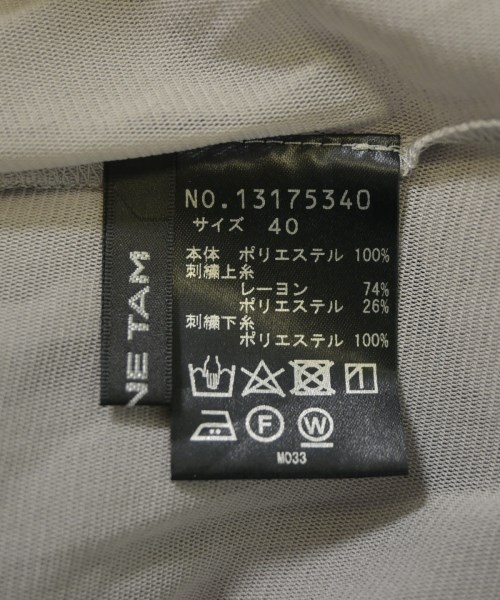 NO.13175340
サイズ 40
本体 ポリエステル 100%
刺繍上糸
レーヨン 74%
ポリエステル 26%
刺繍下糸
ポリエステル 100%
F
W
M033
NE TAM